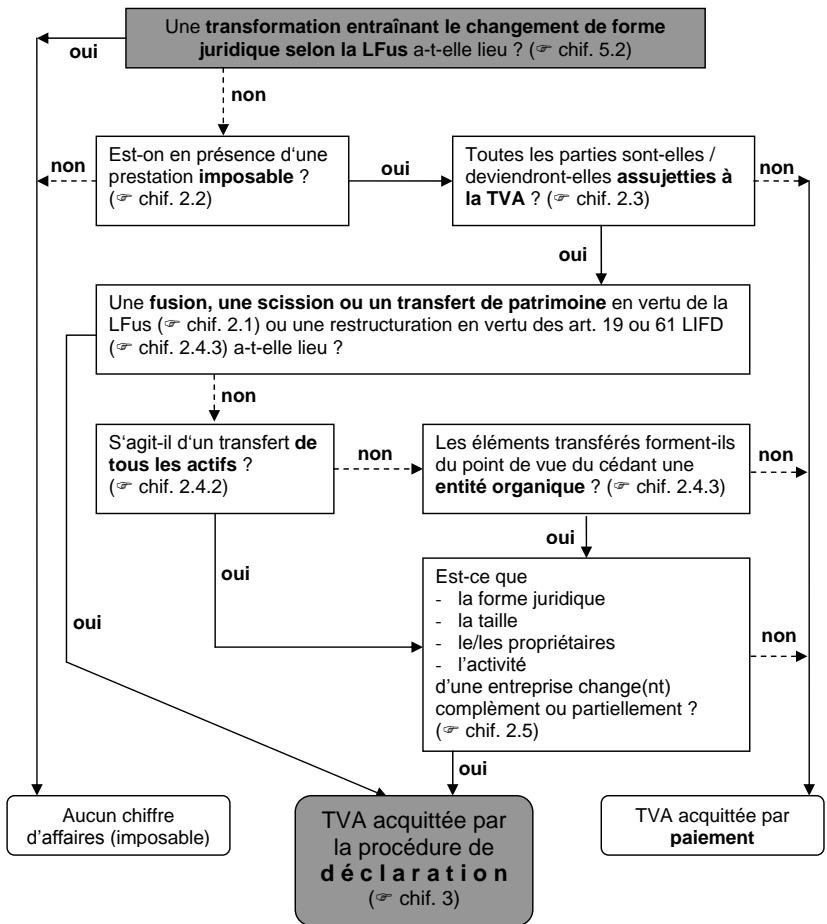 Une transformation entraînant le changement de forme
juridique selon la LFus a-t-elle lieu ? (☞ chif. 5.2)
oui
non
non
Est-on en présence d‘une
prestation imposable ?
(☞ chif. 2.2)
oui
Toutes les parties sont-elles /
deviendront-elles assujetties à
la TVA ? (☞ chif. 2.3)
non
oui
Une fusion, une scission ou un transfert de patrimoine en vertu de la
LFus (☞ chif. 2.1) ou une restructuration en vertu des art. 19 ou 61 LIFD
(☞ chif. 2.4.3) a-t-elle lieu ?
non
S‘agit-il d‘un transfert de
tous les actifs ?
(☞ chif. 2.4.2)
non
Les éléments transférés forment-ils
du point de vue du cédant une
entité organique ? (☞ chif. 2.4.3)
non
oui
oui
oui
Est-ce que
- la forme juridique
- la taille
- le/les propriétaires
- l’activité
d'une entreprise change(nt)
complèment ou partiellement ?
(☞ chif. 2.5)
non
oui
Aucun chiffre
d’affaires (imposable)
TVA acquittée par
la procédure de
déclaration
(☞ chif. 3)
TVA acquittée par
paiement